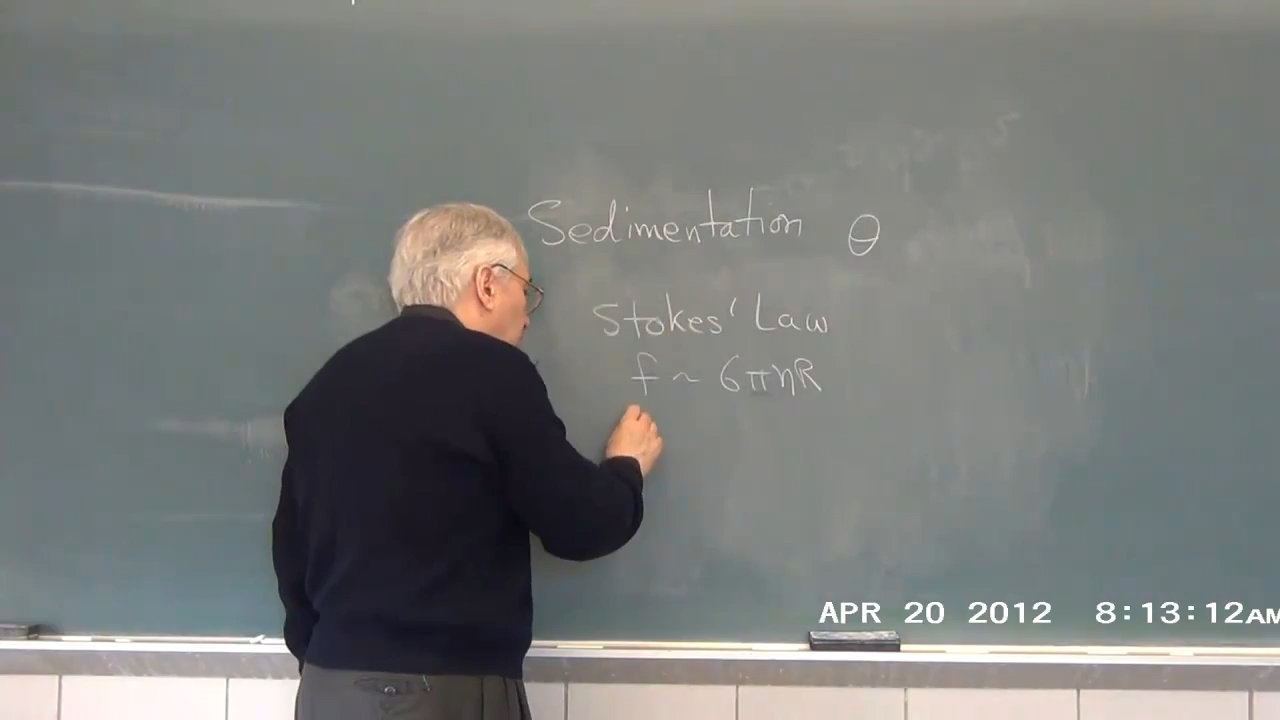 Sedimentation θ
Stokes' Law
f ~ 6πηR
APR 20 2012 8:13:12AM